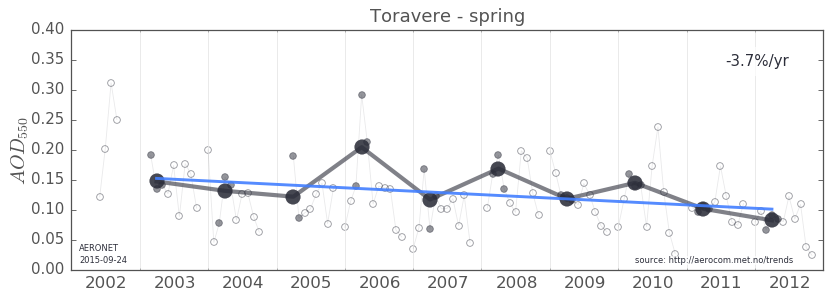 Toravere - spring
0.40
0.35
0.30
0.25
0.20
0.15
0.10
0.05
0.00
AOD550
-3.7%/yr
AERONET
2015-09-24
source: http://aerocom.met.no/trends
2002 2003 2004 2005 2006 2007 2008 2009 2010 2011 2012